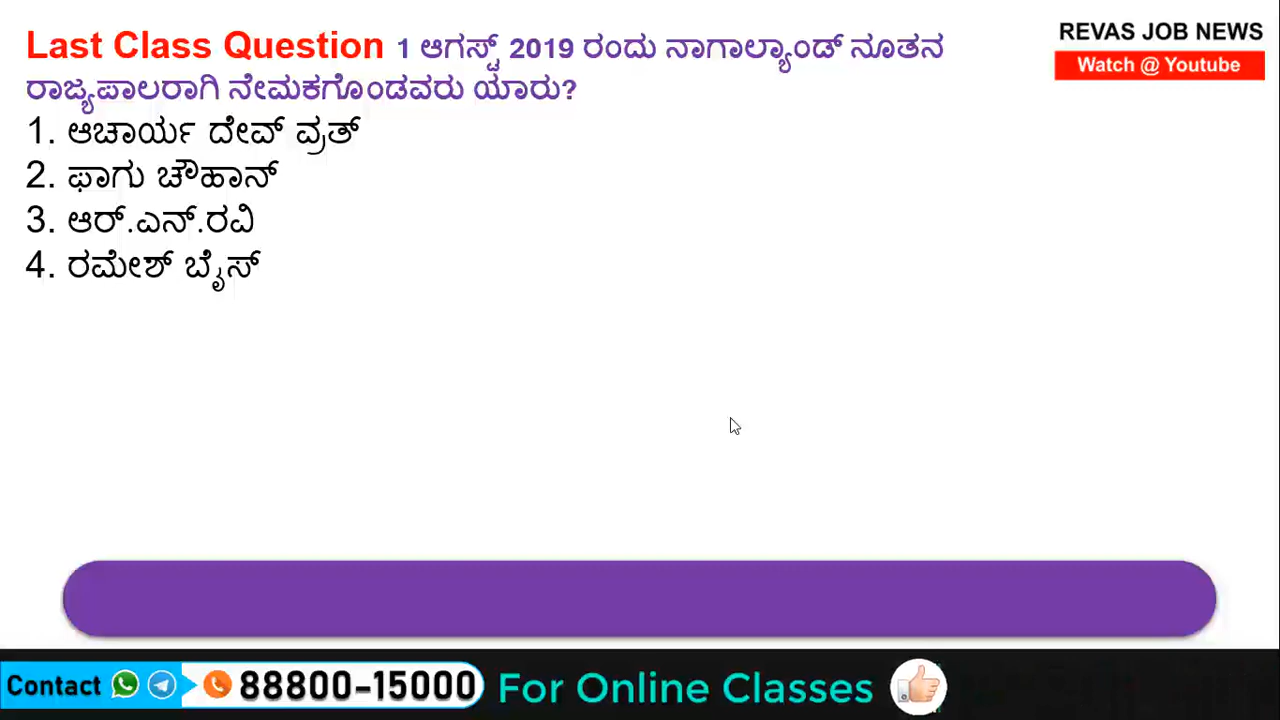 Last Class Question 1 ಆಗಸ್ಟ್ 2019 ರಂದು ನಾಗಾಲ್ಯಾಂಡ್ ನೂತನ
ರಾಜ್ಯಪಾಲರಾಗಿ ನೇಮಕಗೊಂಡವರು ಯಾರು?
1. ಆಚಾರ್ಯ ದೇವ್ ವ್ರತ್
2. ಫಾಗು ಚೌಹಾನ್
3. ಆರ್.ಎನ್.ರವಿ
4. ರಮೇಶ್ ಬೈಸ್
REVAS JOB NEWS
Watch @ Youtube
Contact 88800-15000 For Online Classes